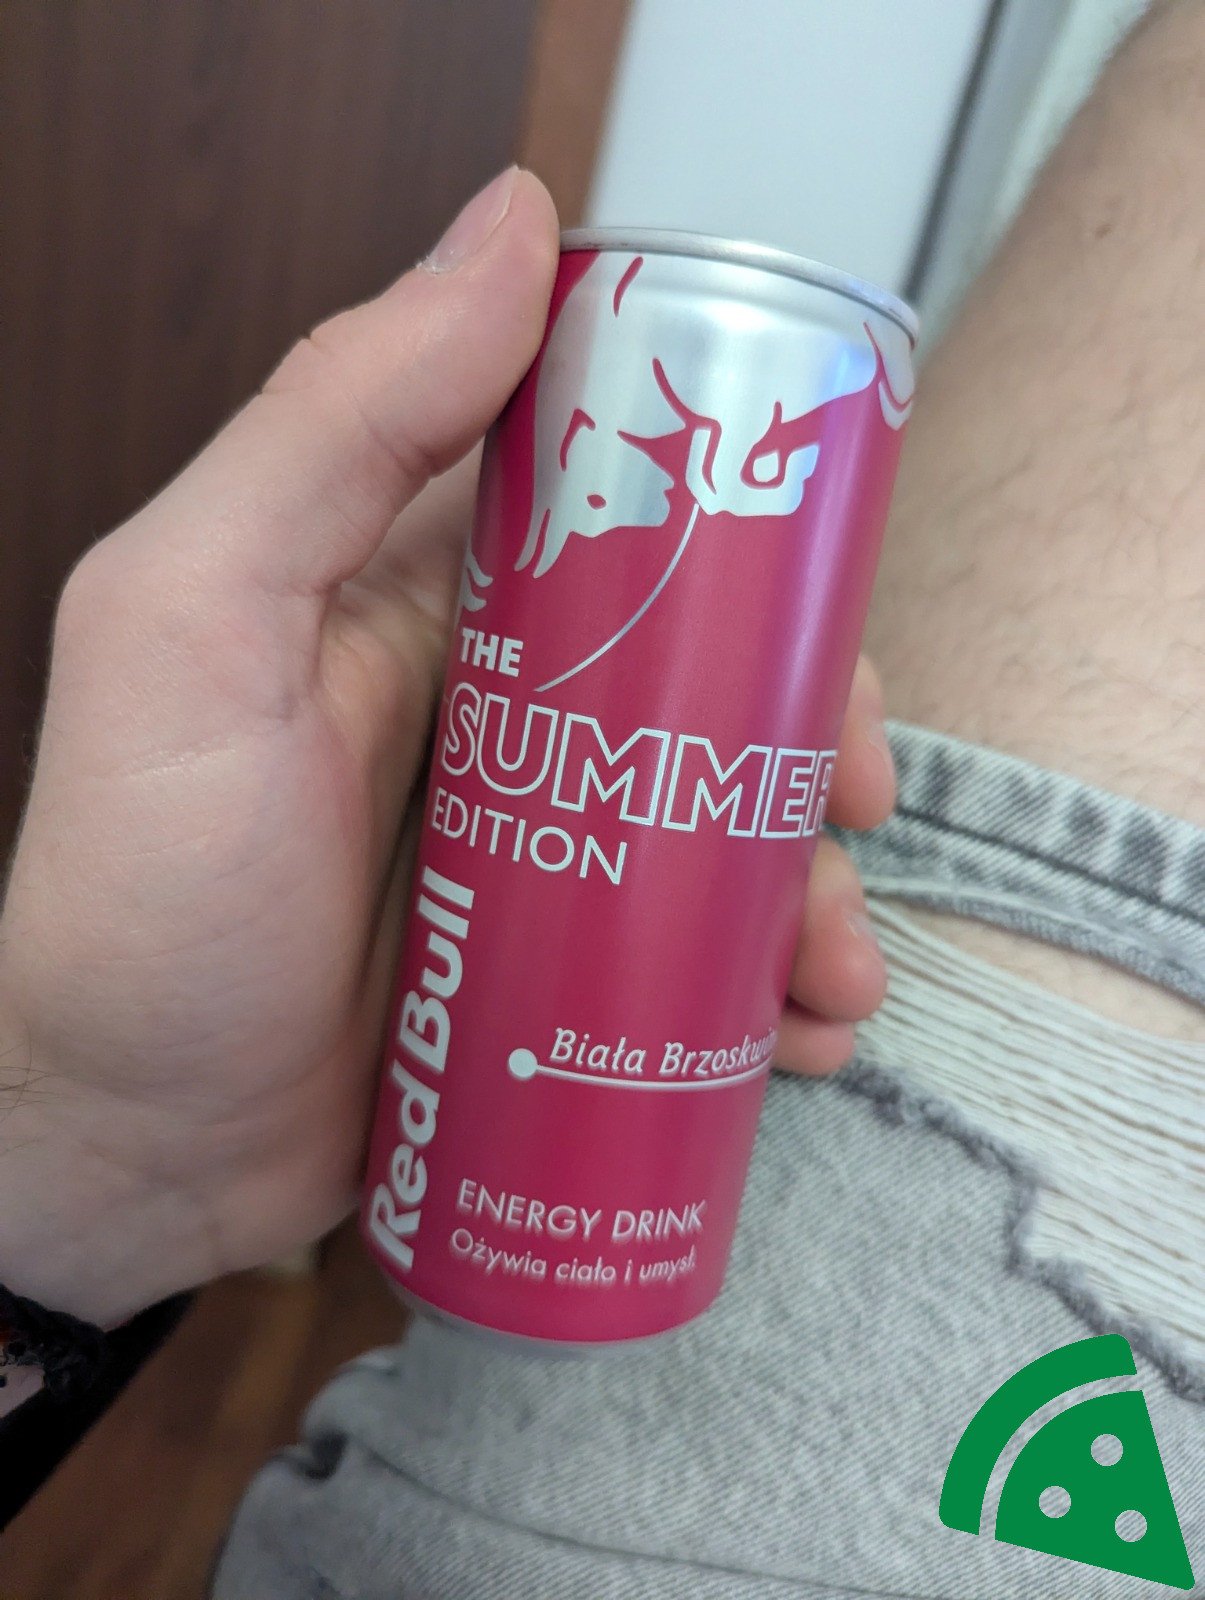 THE
SUMMER
EDITION
Red Bull
Biała
ENERGY DRINK
Ożywia ciało i umysł.